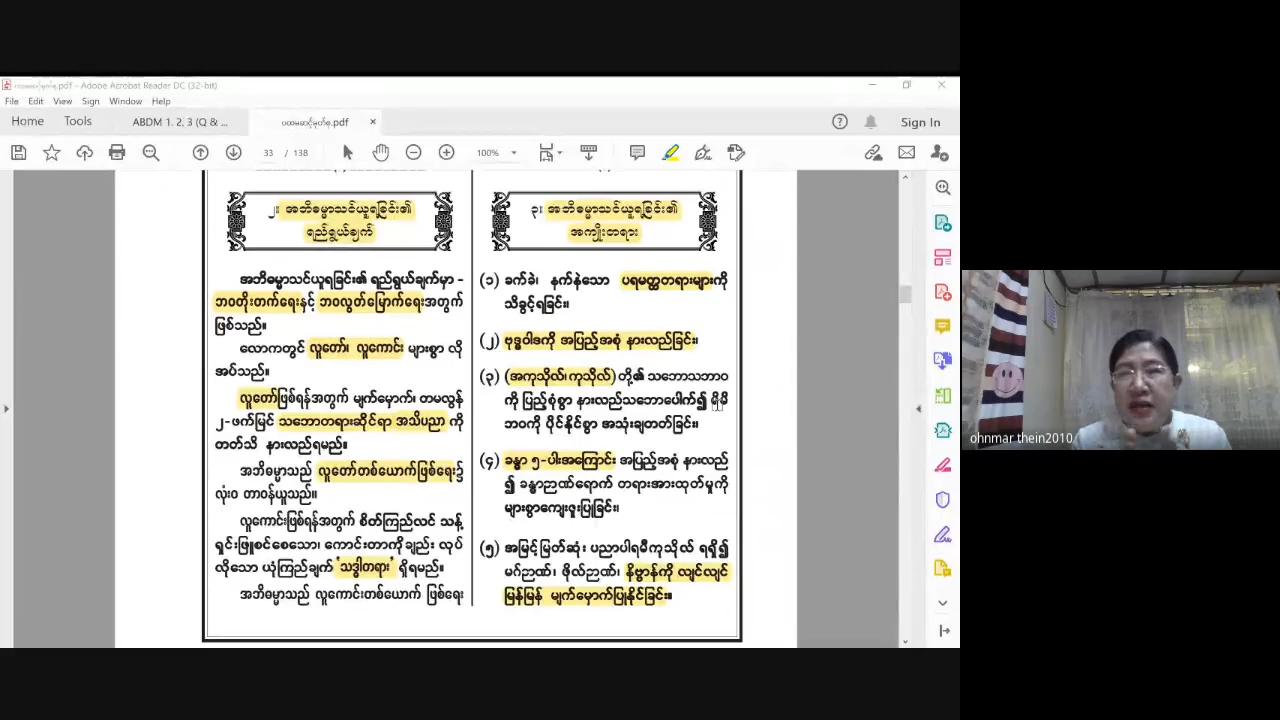 ပထမဆင့်မှတ်စု.pdf - Adobe Acrobat Reader DC (32-bit)
File Edit View Sign Window Help
Home Tools ABDM 1. 2, 3 (Q & ... ပထမဆင့်မှတ်စု.pdf × Sign In
33 / 138 100%
၂။ အဘိဓမ္မာသင်ယူရခြင်း၏
ရည်ရွယ်ချက်
အဘိဓမ္မာသင်ယူရခြင်း၏ ရည်ရွယ်ချက်မှာ -
ဘဝတိုးတက်ရေးနှင့် ဘဝလွတ်မြောက်ရေးအတွက်
ဖြစ်သည်။
လောကတွင် လူတော်၊ လူကောင်း များစွာ လို
အပ်သည်။
လူတော်ဖြစ်ရန်အတွက် မျက်မှောက်၊ တမလွန်
၂-ဖက်မြင် သဘောတရားဆိုင်ရာ အသိပညာ ကို
တတ်သိ နားလည်ရမည်။
အဘိဓမ္မာသည် လူတော်တစ်ယောက်ဖြစ်ရေး၌
လုံးဝ တာဝန်ယူသည်။
လူကောင်းဖြစ်ရန်အတွက် စိတ်ကြည်လင် သန့်
ရှင်းဖြူစင်စေသော၊ ကောင်းတာကိုချည်း လုပ်
လိုသော ယုံကြည်ချက် 'သဒ္ဓါတရား' ရှိရမည်။
အဘိဓမ္မာသည် လူကောင်းတစ်ယောက် ဖြစ်ရေး
၃။ အဘိဓမ္မာသင်ယူရခြင်း၏
အကျိုးတရား
(၁) ခက်ခဲ၊ နက်နဲသော ပရမတ္ထတရားများကို
သိခွင့်ရခြင်း၊
(၂) ဗုဒ္ဓဝါဒကို အပြည့်အစုံ နားလည်ခြင်း၊
(၃) (အကုသိုလ်၊ကုသိုလ်)တို့၏ သဘောသဘာဝ
ကို ပြည့်စုံစွာ နားလည်သဘောပေါက်၍ မိမိ
ဘဝကို ပိုင်နိုင်စွာ အသုံးချတတ်ခြင်း၊
(၄) ခန္ဓာ ၅-ပါးအကြောင်း အပြည့်အစုံ နားလည်
၍ ခန္ဓာဉာဏ်ရောက် တရားအားထုတ်မှုကို
များစွာကျေးဇူးပြုခြင်း၊
(၅) အမြင့်မြတ်ဆုံး ပညာပါရမီကုသိုလ် ရရှိ၍
မဂ်ဉာဏ်၊ ဖိုလ်ဉာဏ်၊ နိဗ္ဗာန်ကို လျင်လျင်
မြန်မြန် မျက်မှောက်ပြုနိုင်ခြင်း။
ohnmar thein2010